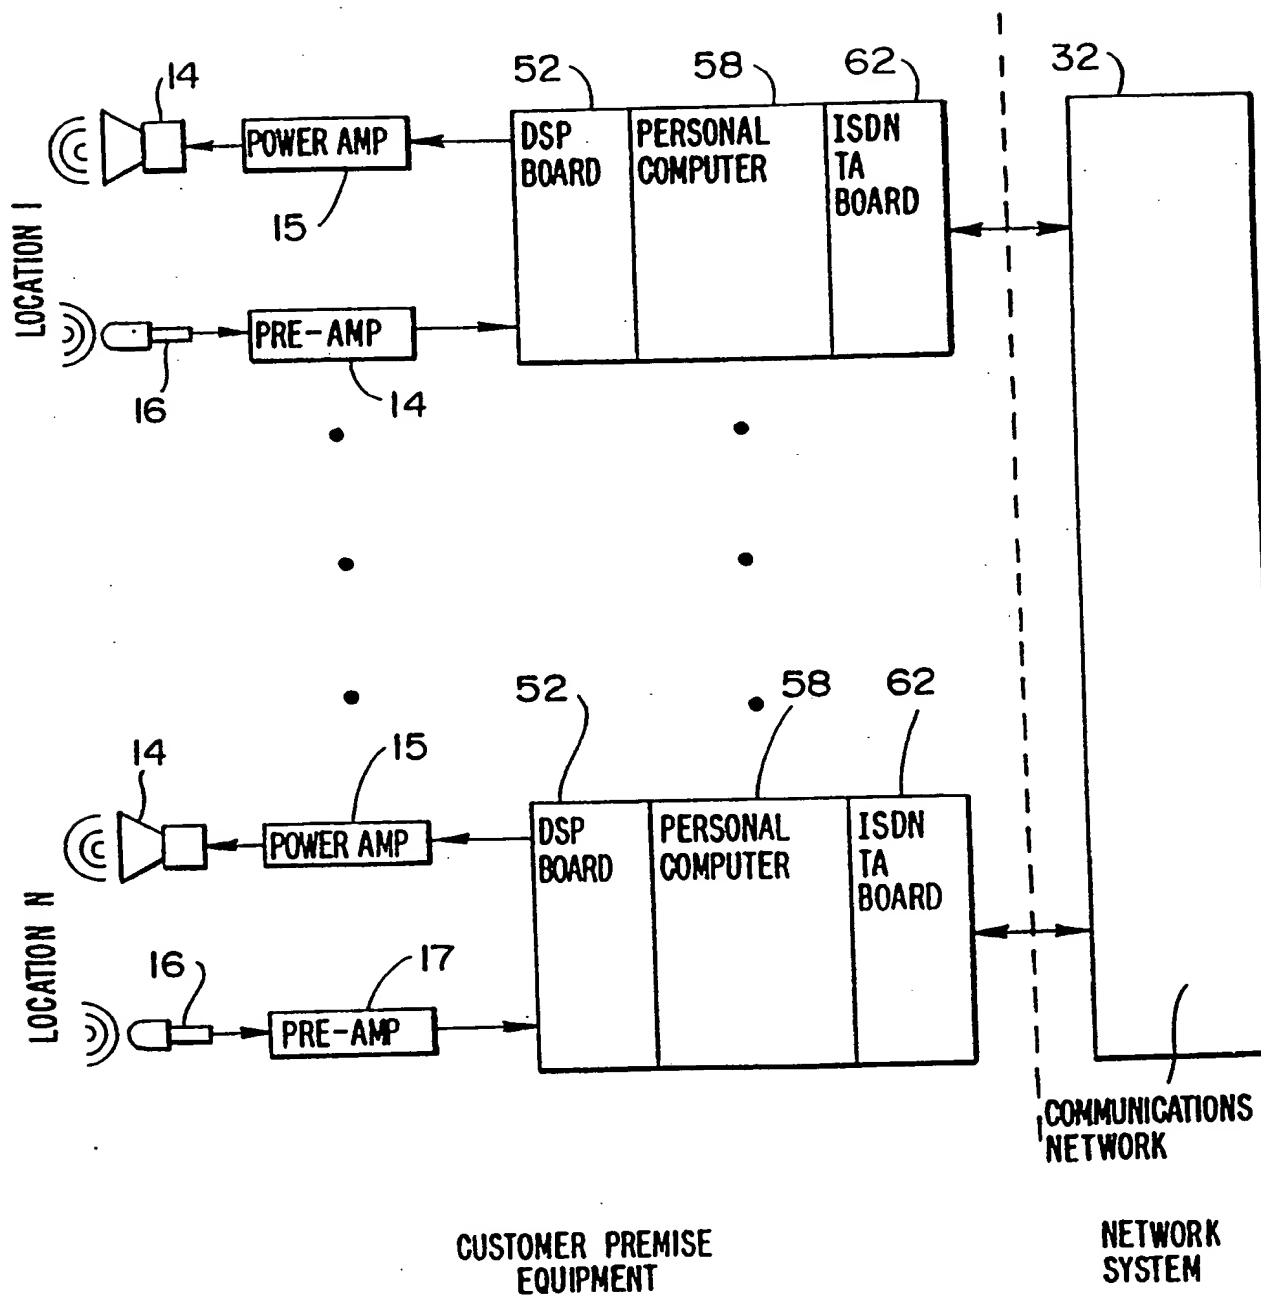 52
58
62
32
14
POWER AMP
15
DSP
BOARD
PERSONAL
COMPUTER
ISDN
TA
BOARD
LOCATION 1
PRE-AMP
16
14
52
58
62
14
15
POWER AMP
DSP
BOARD
PERSONAL
COMPUTER
ISDN
TA
BOARD
LOCATION N
16
17
PRE-AMP
COMMUNICATIONS
NETWORK
CUSTOMER PREMISE
EQUIPMENT
NETWORK
SYSTEM